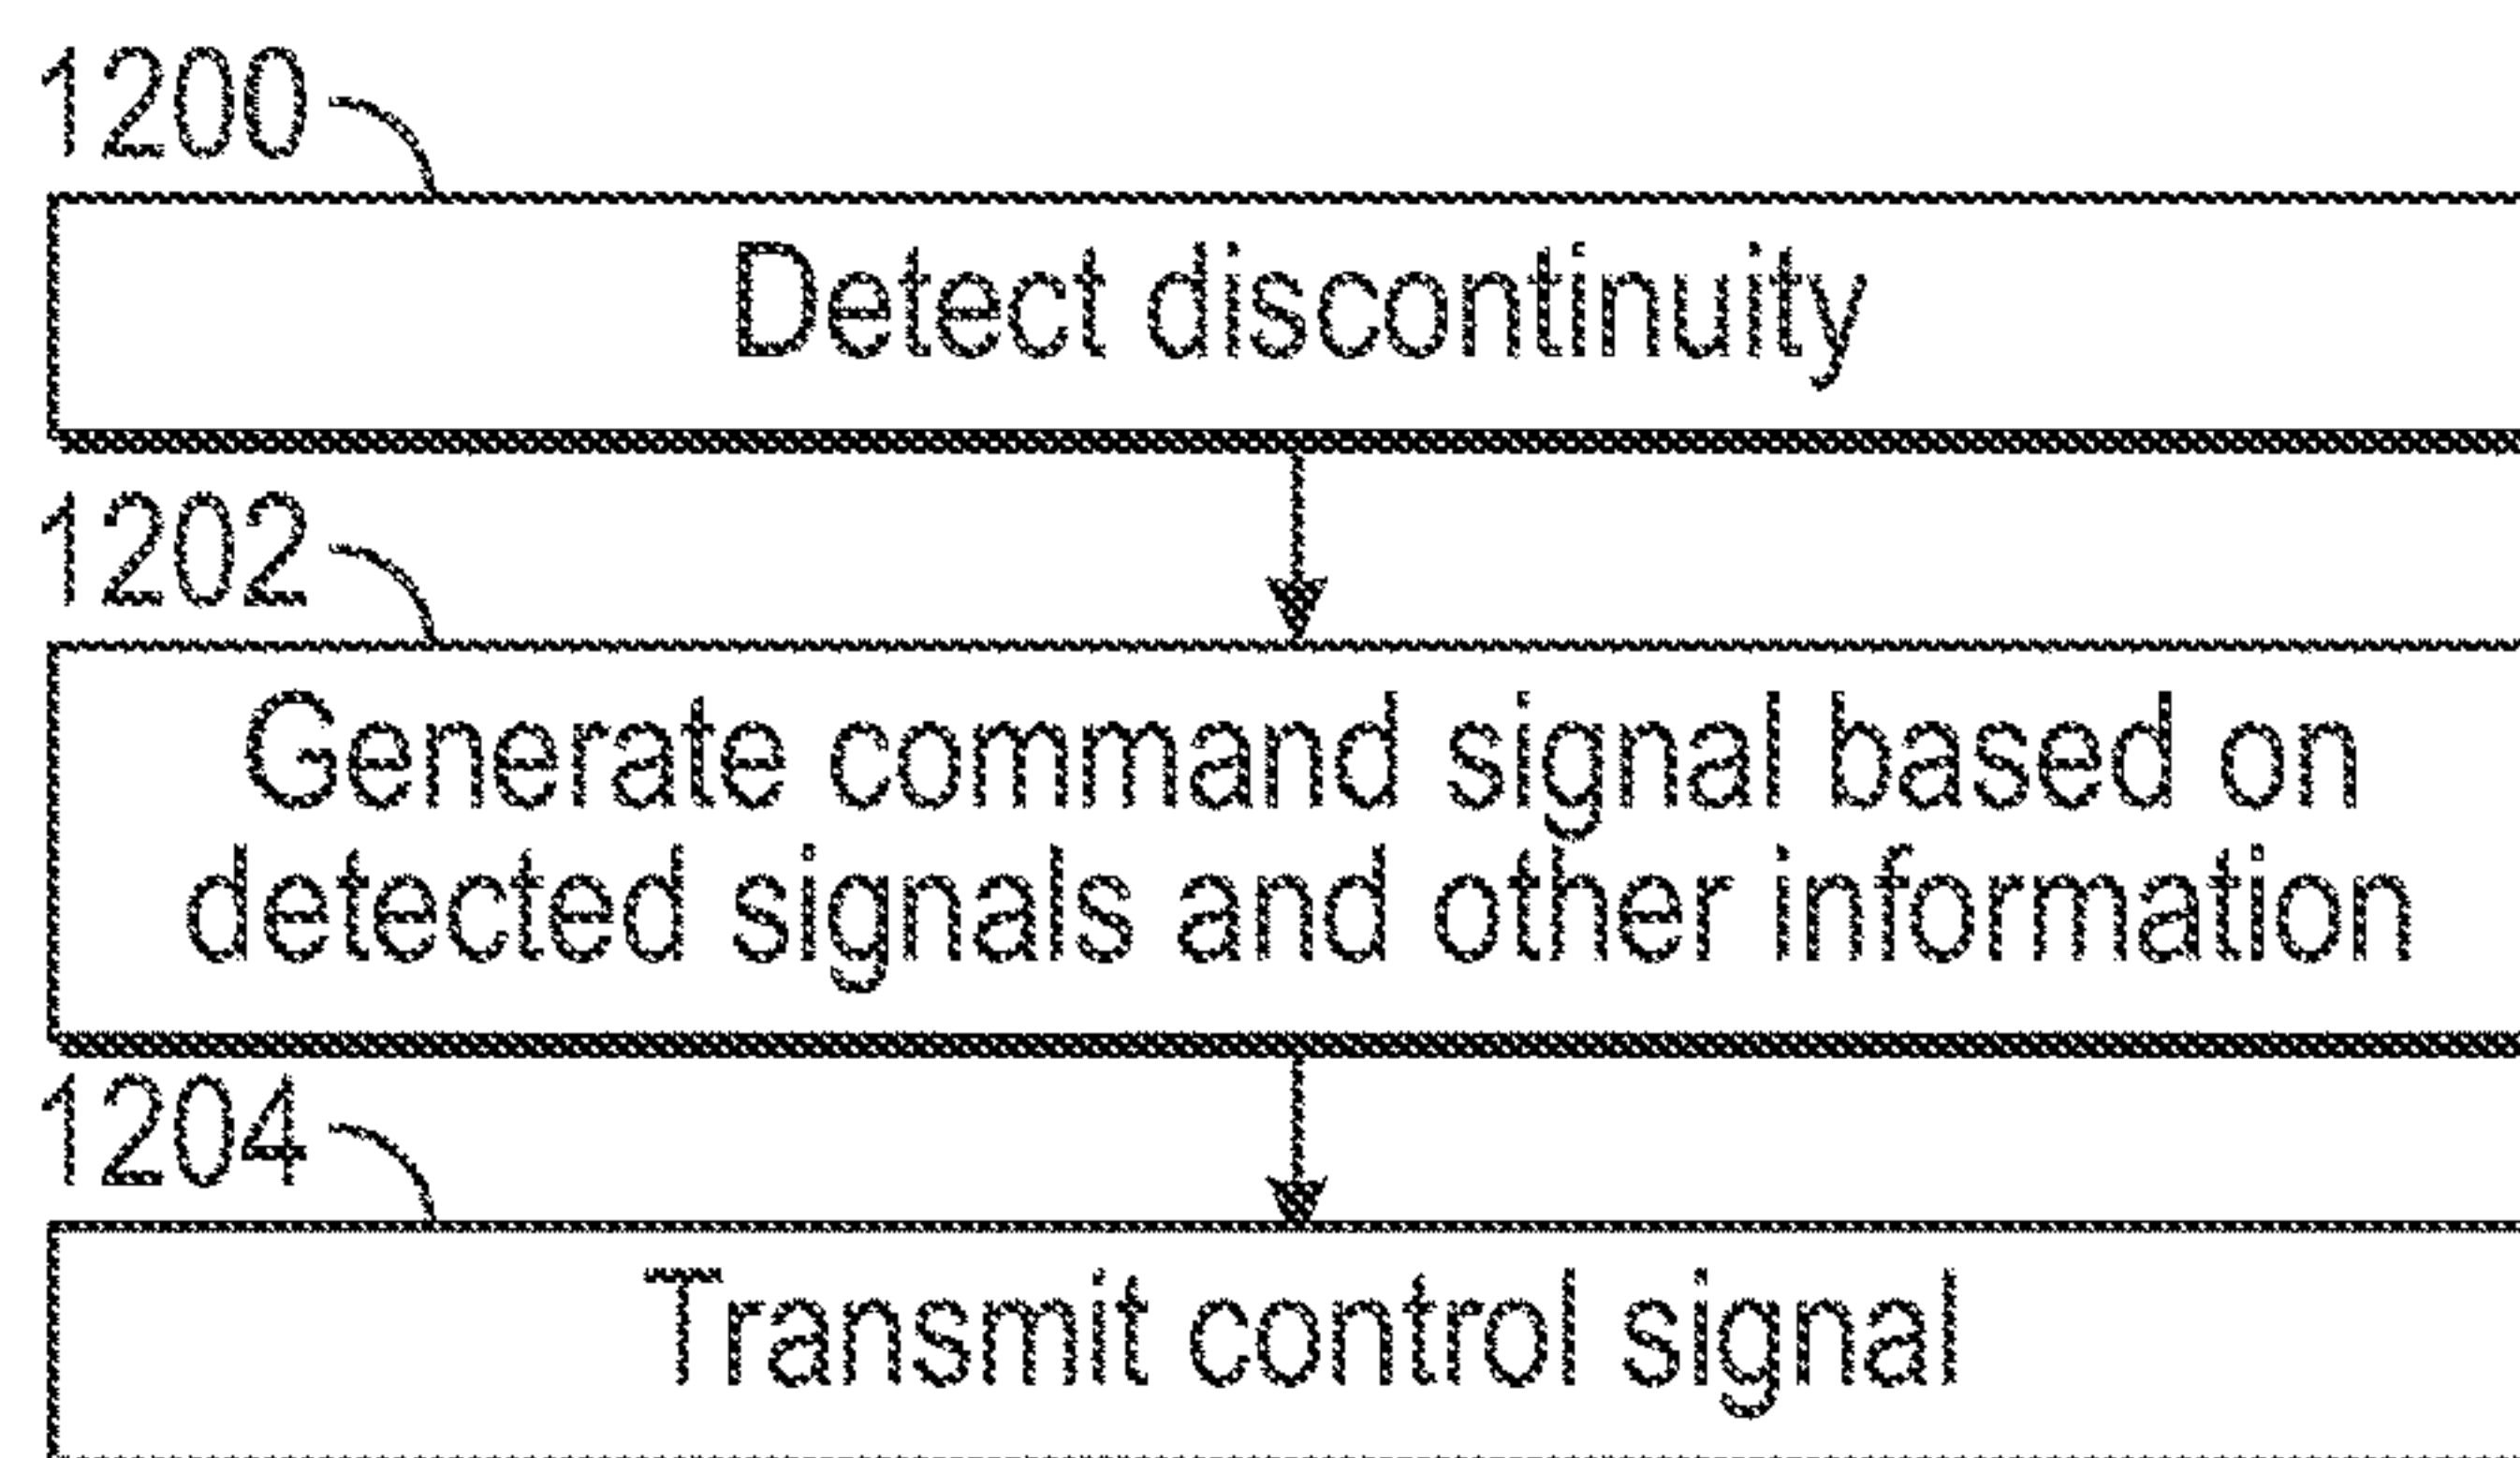 1200
Detect discontinuity
1202
Generate command signal based on
detected signals and other information
1204
Transmit control signal